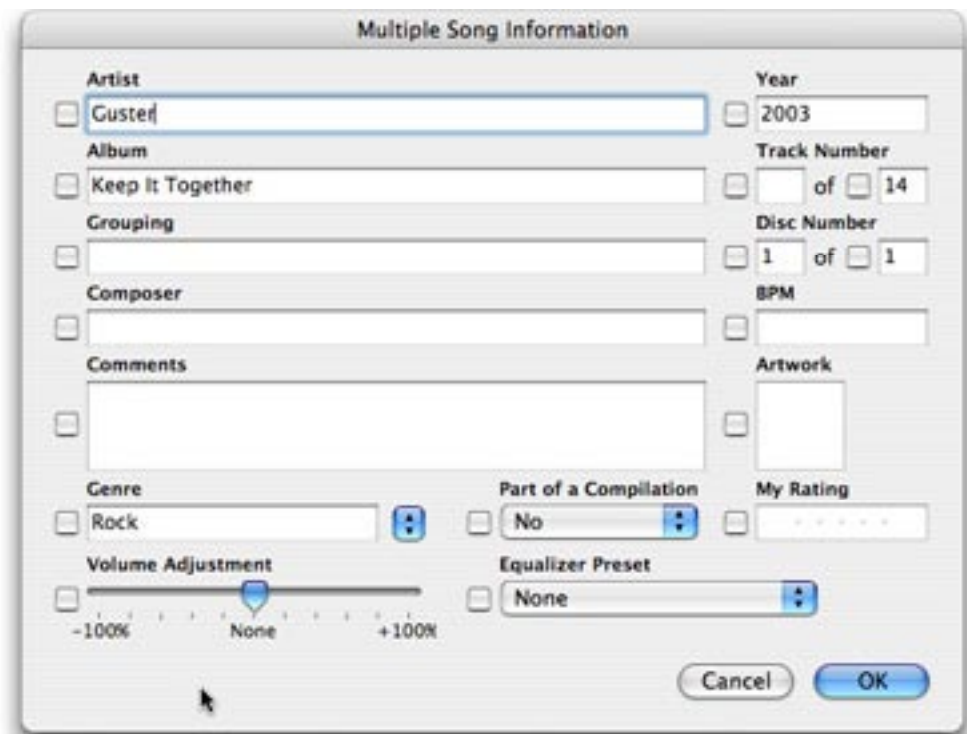 Multiple Song Information
Artist Year
Guster 2003
Album Track Number
Keep It Together of 14
Grouping Disc Number
1 of 1
Composer BPM
Comments Artwork
Genre Part of a Compilation My Rating
Rock No
Volume Adjustment Equalizer Preset
None
-100% None +100%
Cancel OK